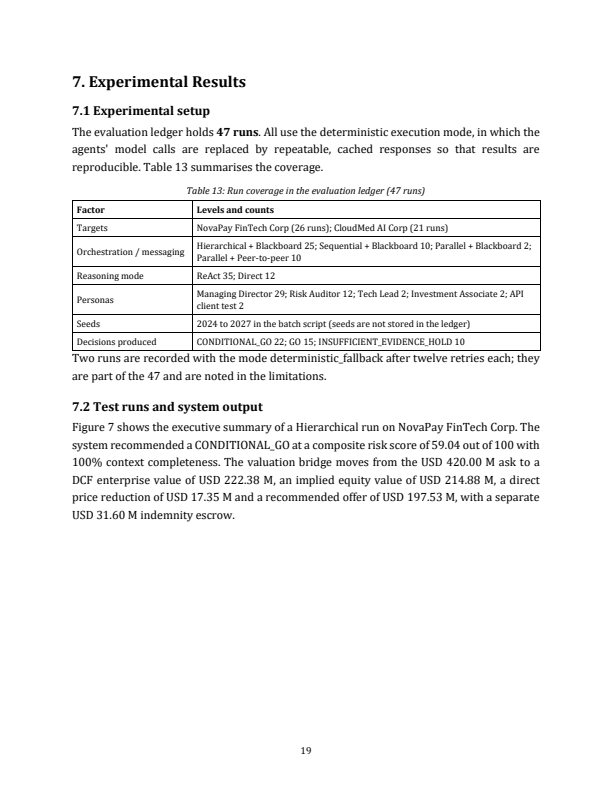 7. Experimental Results
7.1 Experimental setup
The evaluation ledger holds 47 runs. All use the deterministic execution mode, in which the
agents' model calls are replaced by repeatable, cached responses so that results are
reproducible. Table 13 summarises the coverage.
Table 13: Run coverage in the evaluation ledger (47 runs)
Factor Levels and counts
Targets NovaPay FinTech Corp (26 runs); CloudMed AI Corp (21 runs)
Orchestration / messaging Hierarchical + Blackboard 25; Sequential + Blackboard 10; Parallel + Blackboard 2;
Parallel + Peer-to-peer 10
Reasoning mode ReAct 35; Direct 12
Personas Managing Director 29; Risk Auditor 12; Tech Lead 2; Investment Associate 2; API
client test 2
Seeds 2024 to 2027 in the batch script (seeds are not stored in the ledger)
Decisions produced CONDITIONAL_GO 22; GO 15; INSUFFICIENT_EVIDENCE_HOLD 10
Two runs are recorded with the mode deterministic_fallback after twelve retries each; they
are part of the 47 and are noted in the limitations.
7.2 Test runs and system output
Figure 7 shows the executive summary of a Hierarchical run on NovaPay FinTech Corp. The
system recommended a CONDITIONAL_GO at a composite risk score of 59.04 out of 100 with
100% context completeness. The valuation bridge moves from the USD 420.00 M ask to a
DCF enterprise value of USD 222.38 M, an implied equity value of USD 214.88 M, a direct
price reduction of USD 17.35 M and a recommended offer of USD 197.53 M, with a separate
USD 31.60 M indemnity escrow.
19